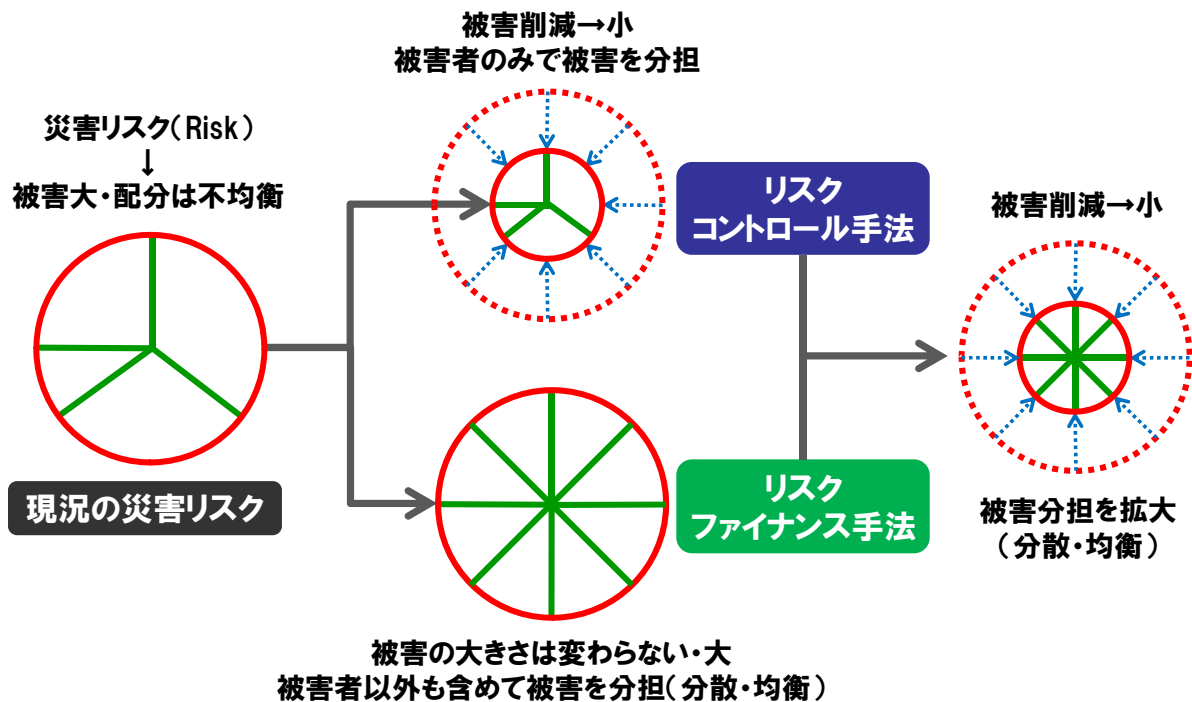 災害リスク(Risk)
↓
被害大・配分は不均衡
現況の災害リスク
被害削減→小
被害者のみで被害を分担
リスク
コントロール手法
被害の大きさは変わらない・大
被害者以外も含めて被害を分担(分散・均衡)
リスク
ファイナンス手法
被害削減→小
被害分担を拡大
(分散・均衡)